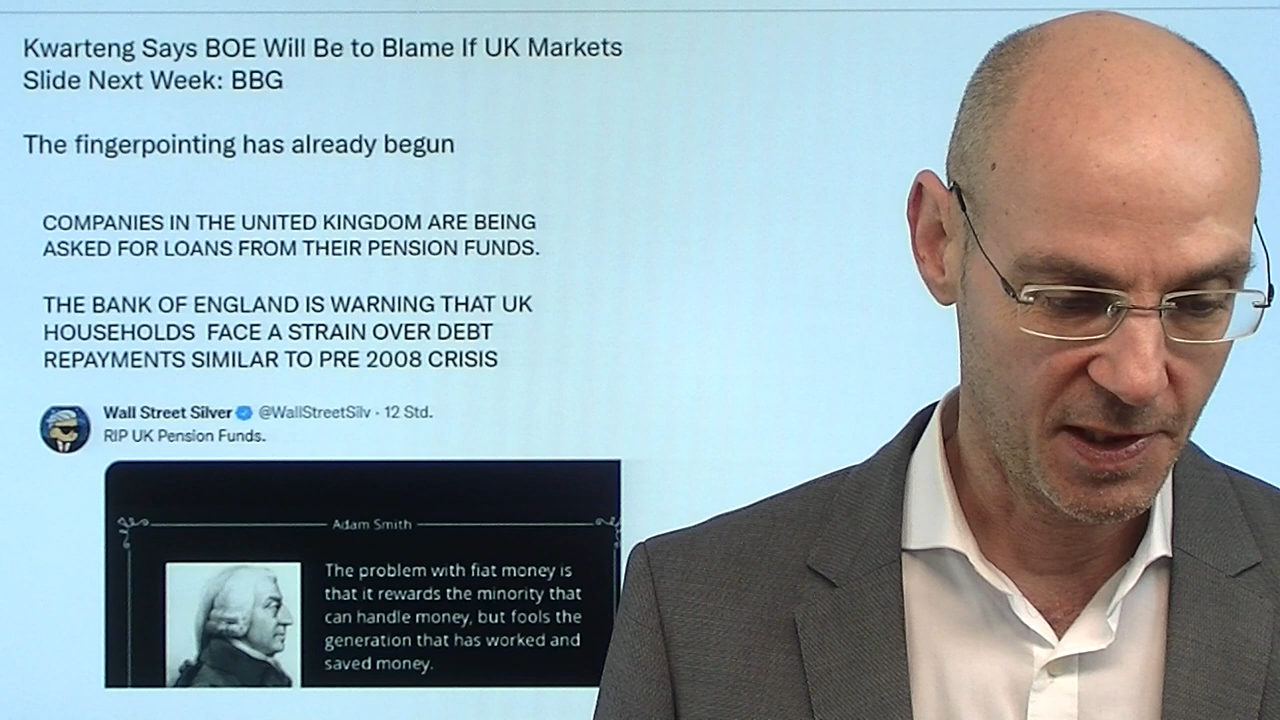 Kwarteng Says BOE Will Be to Blame If UK Markets
Slide Next Week: BBG
The fingerpointing has already begun
COMPANIES IN THE UNITED KINGDOM ARE BEING
ASKED FOR LOANS FROM THEIR PENSION FUNDS.
THE BANK OF ENGLAND IS WARNING THAT UK
HOUSEHOLDS FACE A STRAIN OVER DEBT
REPAYMENTS SIMILAR TO PRE 2008 CRISIS
Wall Street Silver @WallStreetSilv · 12 Std.
RIP UK Pension Funds.
Adam Smith
The problem with fiat money is
that it rewards the minority that
can handle money, but fools the
generation that has worked and
saved money.